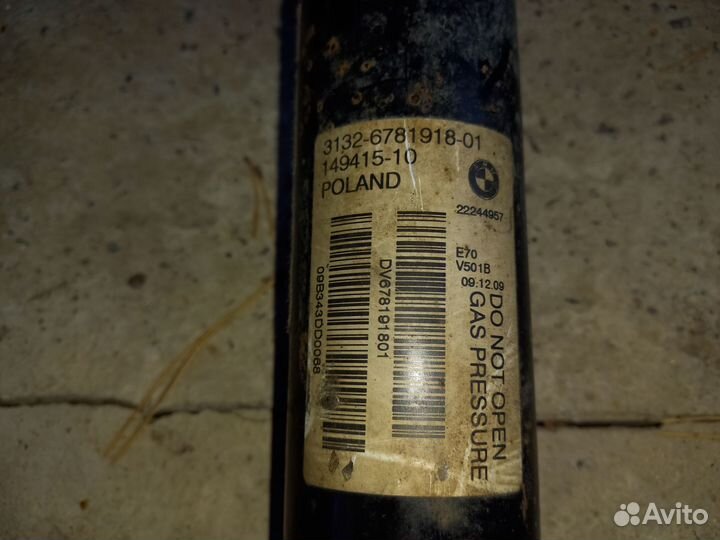 3132-6781918-01
149415-10
POLAND
22244957
E70
V501B
09.12.09
DO NOT OPEN
GAS PRESSURE
DV678191801
09B343DD0068
Avito